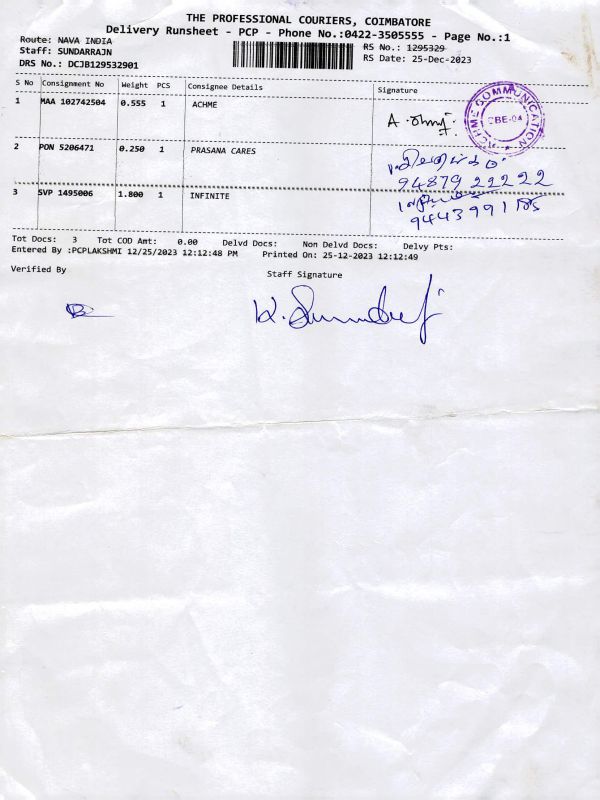 THE PROFESSIONAL COURIERS, COIMBATORE
Delivery Runsheet - PCP - Phone No.:0422-3505555 - Page No.:1
Route: NAVA INDIA
RS No.: 1295329
Staff: SUNDARRAJN
RS Date: 25-Dec-2023
DRS No.: DCJB129532901
S No Consignment No Weight PCS Consignee Details Signature
1 MAA 102742504 0.555 1 ACHME
ACHME COMMUNICATION
CBE-04
2 PON 5206471 0.250 1 PRASANA CARES
94879 22222
3 SVP 1495006 1.800 1 INFINITE
Tot Docs: 3 Tot COD Amt: 0.00 Delvd Docs: Non Delvd Docs: Delvy Pts:
Entered By :PCPLAKSHMI 12/25/2023 12:12:48 PM Printed On: 25-12-2023 12:12:49
Verified By
Staff Signature